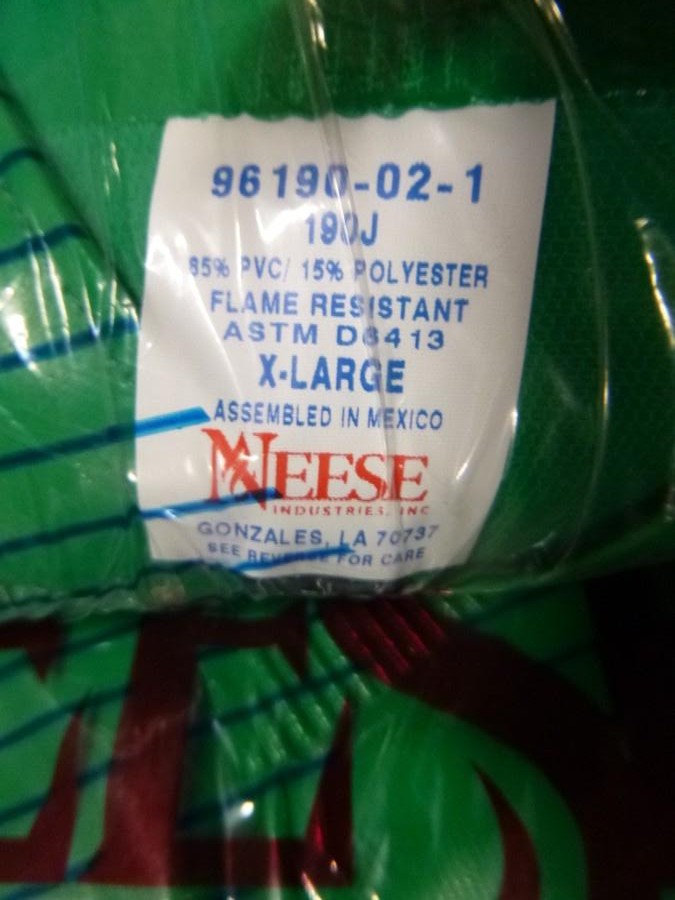 96190-02-1
190J
85% PVC/ 15% POLYESTER
FLAME RESISTANT
ASTM D6413
X-LARGE
ASSEMBLED IN MEXICO
NEESE
INDUSTRIES, INC
GONZALES, LA 70737
SEE REVERSE FOR CARE